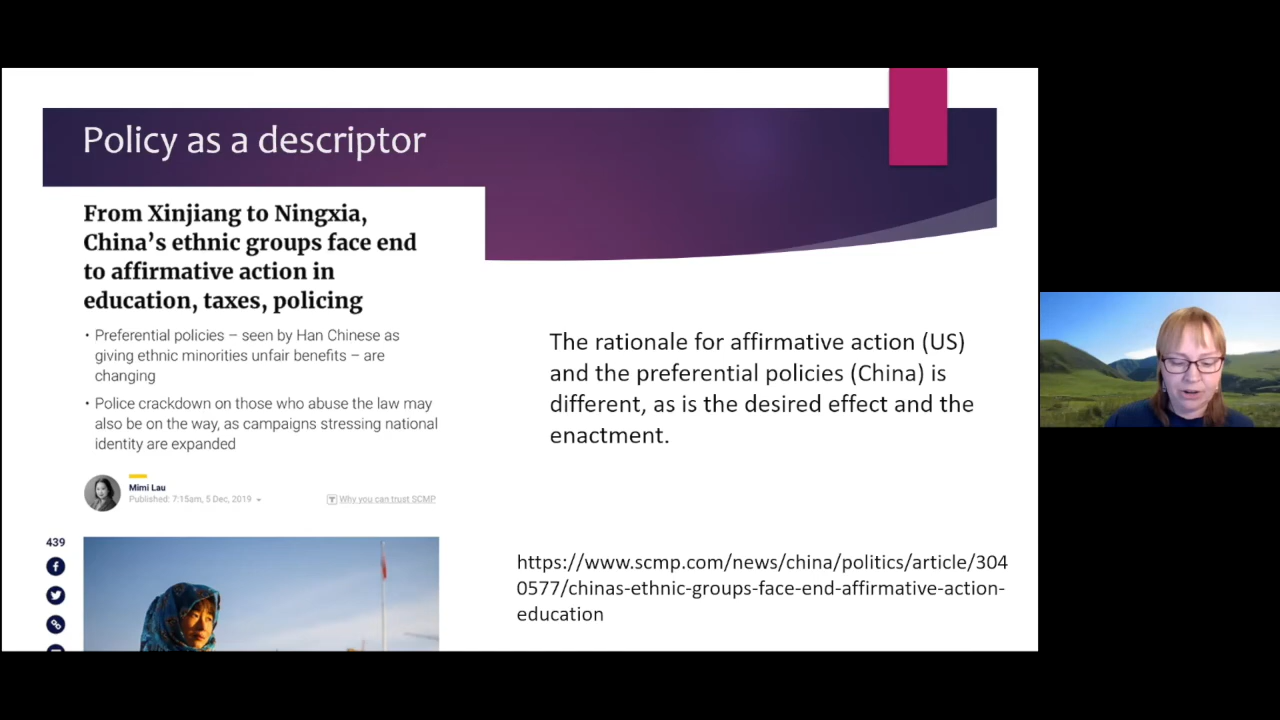 Policy as a descriptor
From Xinjiang to Ningxia,
China's ethnic groups face end
to affirmative action in
education, taxes, policing
• Preferential policies – seen by Han Chinese as
giving ethnic minorities unfair benefits – are
changing
• Police crackdown on those who abuse the law may
also be on the way, as campaigns stressing national
identity are expanded
Mimi Lau
Published: 7:15am, 5 Dec, 2019
Why you can trust SCMP
439
The rationale for affirmative action (US)
and the preferential policies (China) is
different, as is the desired effect and the
enactment.
https://www.scmp.com/news/china/politics/article/304
0577/chinas-ethnic-groups-face-end-affirmative-action-
education